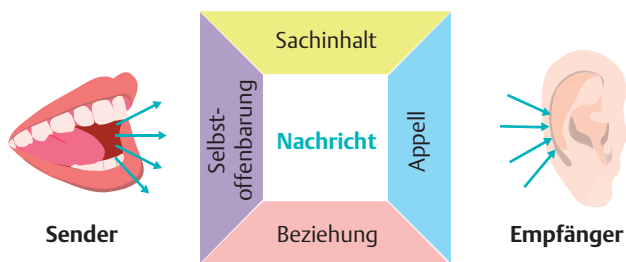 Sachinhalt
Selbst-
offenbarung
Nachricht
Appell
Beziehung
Sender
Empfänger